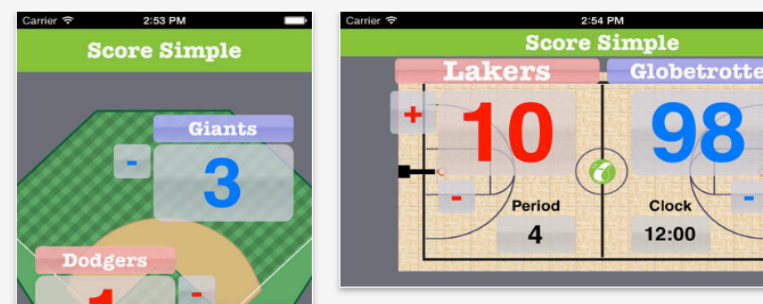 Carrier 2:53 PM
Score Simple
Giants
-
3
Dodgers
-
Carrier 2:54 PM
Score Simple
Lakers Globetrotte
+
10 98
- -
Period Clock
4 12:00